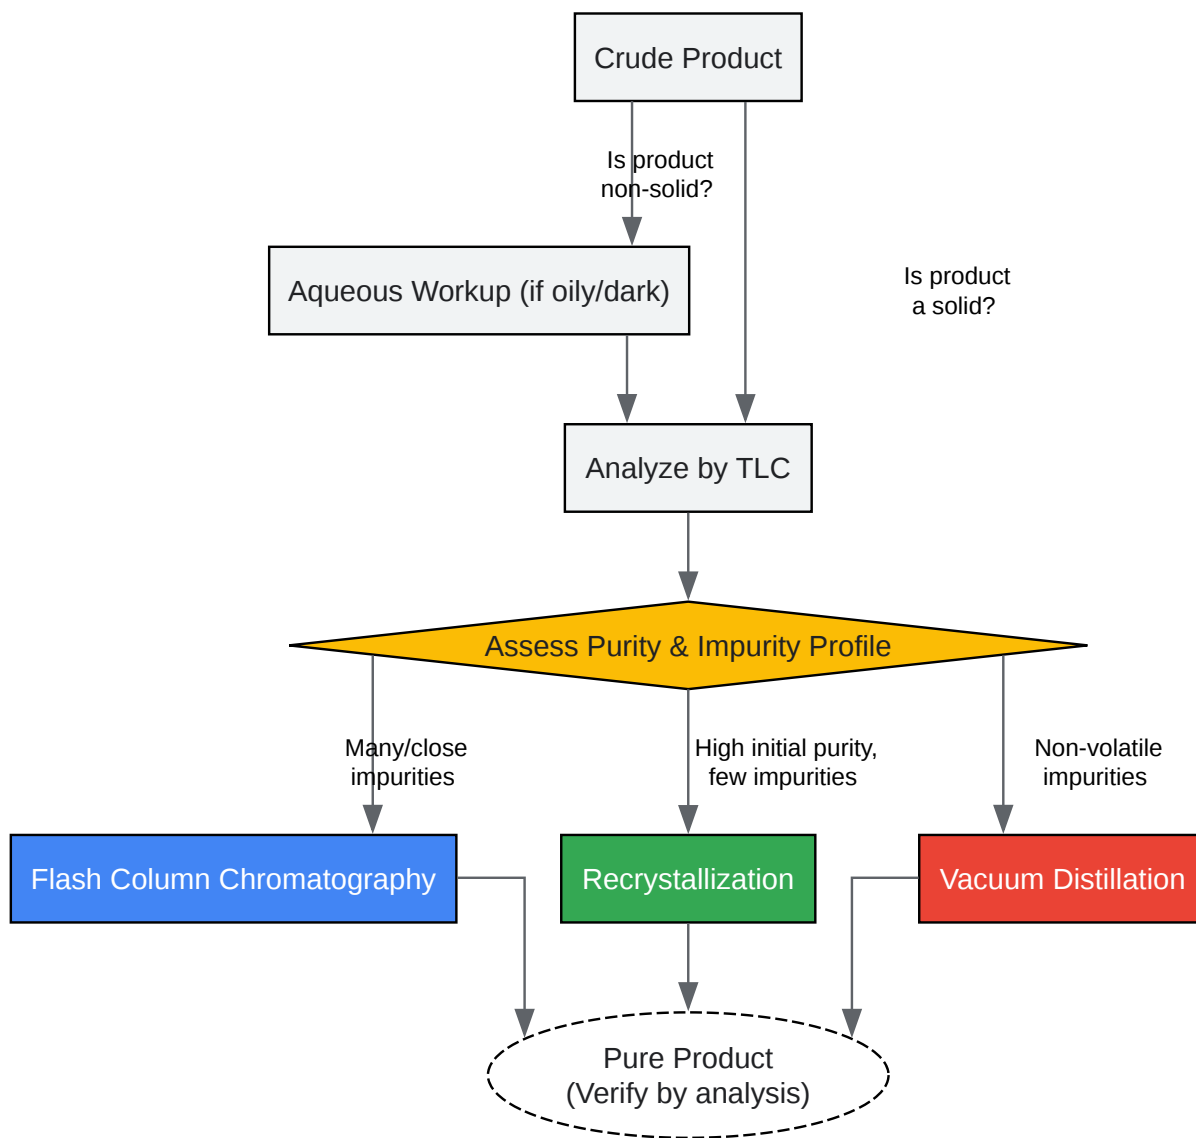 Crude Product
Is product
non-solid?
Aqueous Workup (if oily/dark)
Is product
a solid?
Analyze by TLC
Assess Purity & Impurity Profile
Many/close
impurities
High initial purity,
few impurities
Non-volatile
impurities
Flash Column Chromatography
Recrystallization
Vacuum Distillation
Pure Product
(Verify by analysis)